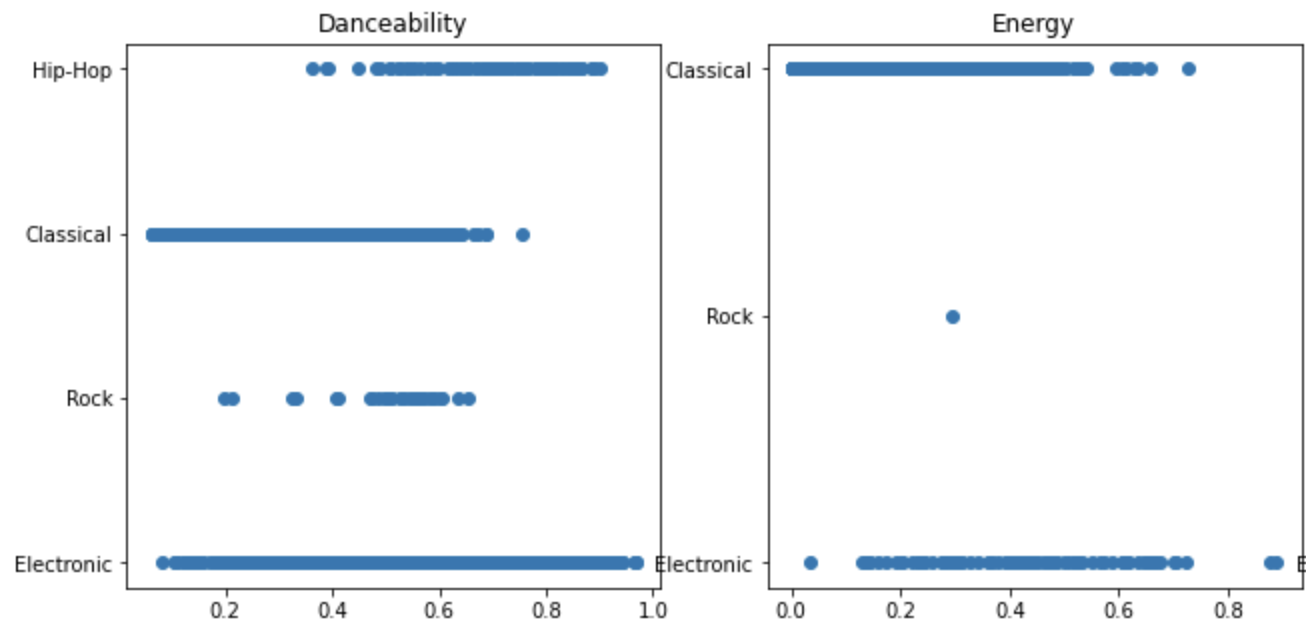 Danceability
Hip-Hop
Classical
Rock
Electronic
0.2 0.4 0.6 0.8 1.0
Energy
Classical
Rock
Electronic
0.0 0.2 0.4 0.6 0.8